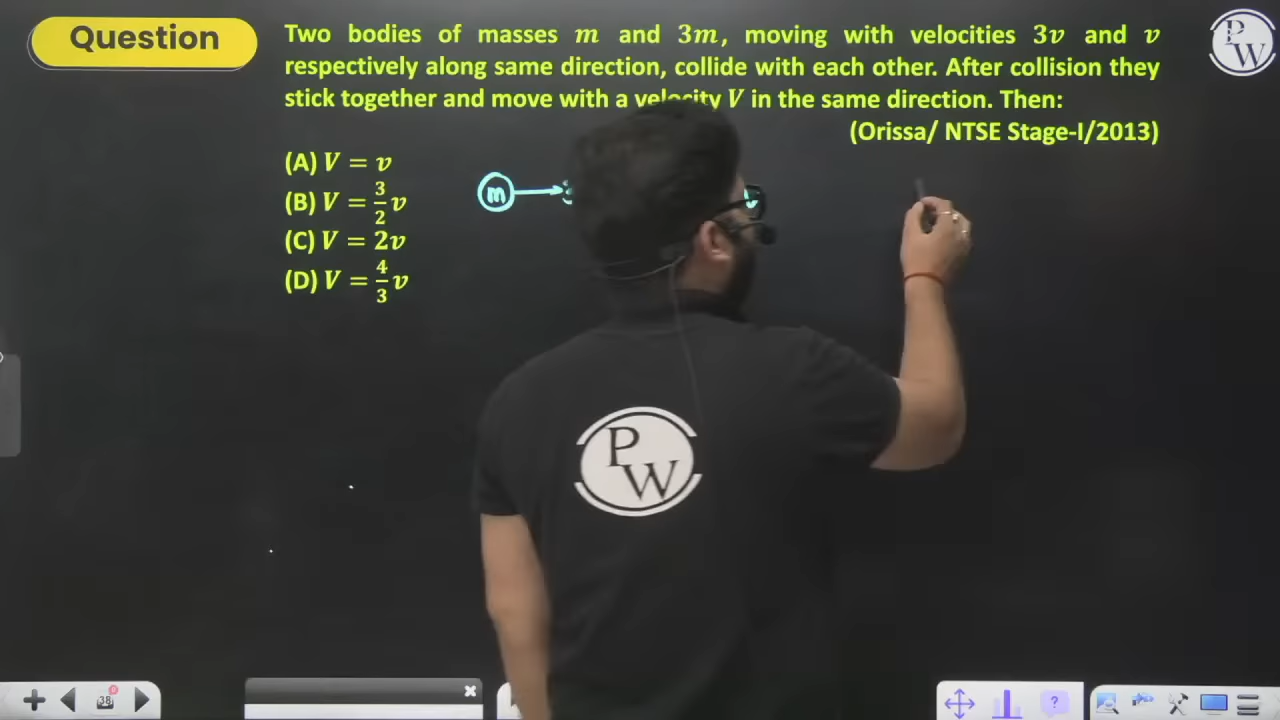 Question
Two bodies of masses m and 3m, moving with velocities 3v and v
respectively along same direction, collide with each other. After collision they
stick together and move with a velocity V in the same direction. Then:
(Orissa/ NTSE Stage-I/2013)
(A) V = v
(B) V = 3/2 v
(C) V = 2v
(D) V = 4/3 v
m
v
P
W
P
W
38
?